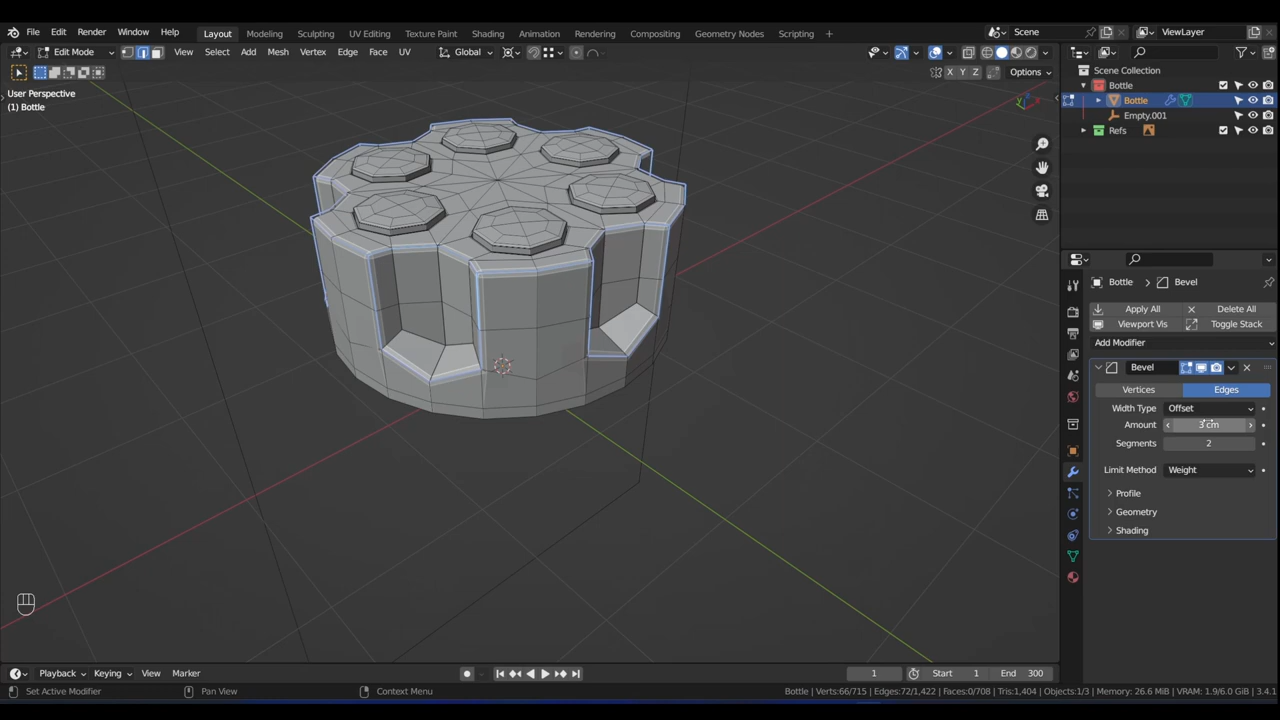 File Edit Render Window Help Layout Modeling Sculpting UV Editing Texture Paint Shading Animation Rendering Compositing Geometry Nodes Scripting + Scene ViewLayer
Edit Mode View Select Add Mesh Vertex Edge Face UV Global
X Y Z Options
User Perspective
(1) Bottle
Scene Collection
Bottle
Bottle
Empty.001
Refs
Bottle > Bevel
Apply All Delete All
Viewport Vis Toggle Stack
Add Modifier
Bevel
Vertices Edges
Width Type Offset
Amount 3 cm
Segments 2
Limit Method Weight
Profile
Geometry
Shading
Playback Keying View Marker 1 Start 1 End 300
Set Active Modifier Pan View Context Menu Bottle | Verts:66/715 | Edges:72/1,422 | Faces:0/708 | Tris:1,404 | Objects:1/3 | Memory: 26.6 MiB | VRAM: 1.9/6.0 GiB | 3.4.1